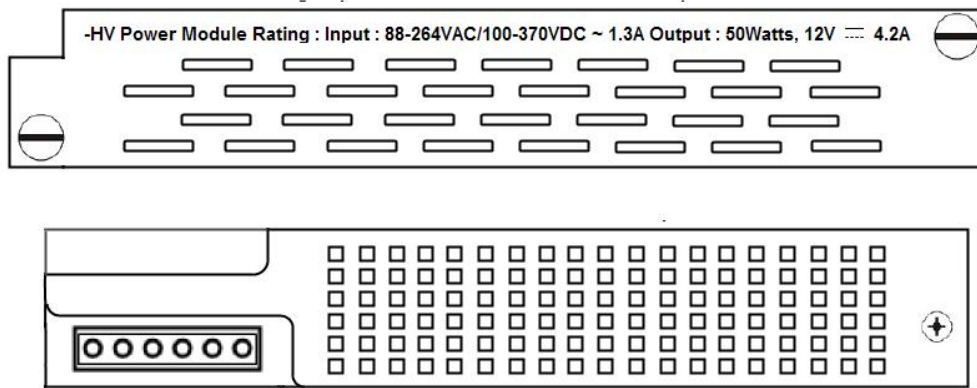 -HV Power Module Rating : Input : 88-264VAC/100-370VDC ~ 1.3A Output : 50Watts, 12V ⎓ 4.2A